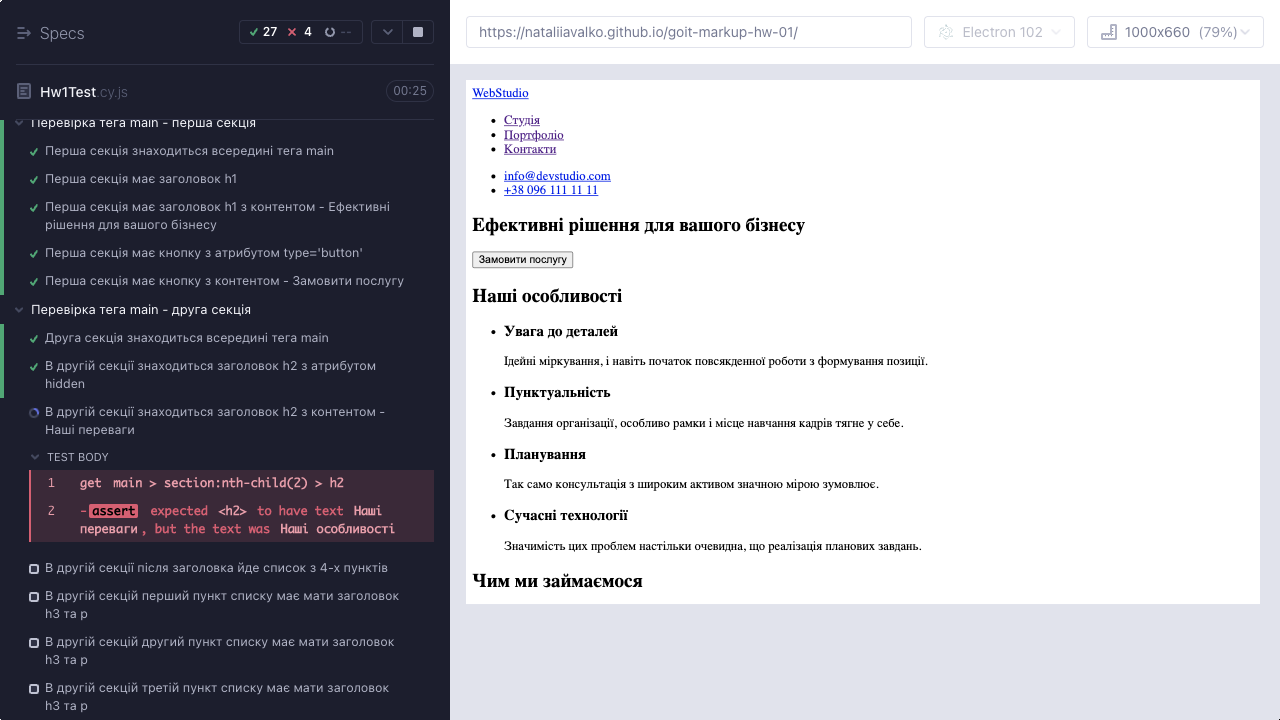 Specs
27 4 --
Hw1Test.cy.js 00:25
Перевірка тега main - перша секція
Перша секція знаходиться всередині тега main
Перша секція має заголовок h1
Перша секція має заголовок h1 з контентом - Ефективні
рішення для вашого бізнесу
Перша секція має кнопку з атрибутом type='button'
Перша секція має кнопку з контентом - Замовити послугу
Перевірка тега main - друга секція
Друга секція знаходиться всередині тега main
В другій секції знаходиться заголовок h2 з атрибутом
hidden
В другій секції знаходиться заголовок h2 з контентом -
Наші переваги
TEST BODY
1 get main > section:nth-child(2) > h2
2 -assert expected <h2> to have text Наші
переваги, but the text was Наші особливості
В другій секції після заголовка йде список з 4-х пунктів
В другій секцій перший пункт списку має мати заголовок
h3 та p
В другій секцій другий пункт списку має мати заголовок
h3 та p
В другій секцій третій пункт списку має мати заголовок
h3 та p
https://nataliiavalko.github.io/goit-markup-hw-01/
Electron 102
1000x660 (79%)
WebStudio
Студія
Портфоліо
Контакти
info@devstudio.com
+38 096 111 11 11
Ефективні рішення для вашого бізнесу
Замовити послугу
Наші особливості
Увага до деталей
Ідейні міркування, і навіть початок повсякденної роботи з формування позиції.
Пунктуальність
Завдання організації, особливо рамки і місце навчання кадрів тягне у себе.
Планування
Так само консультація з широким активом значною мірою зумовлює.
Сучасні технології
Значимість цих проблем настільки очевидна, що реалізація планових завдань.
Чим ми займаємося